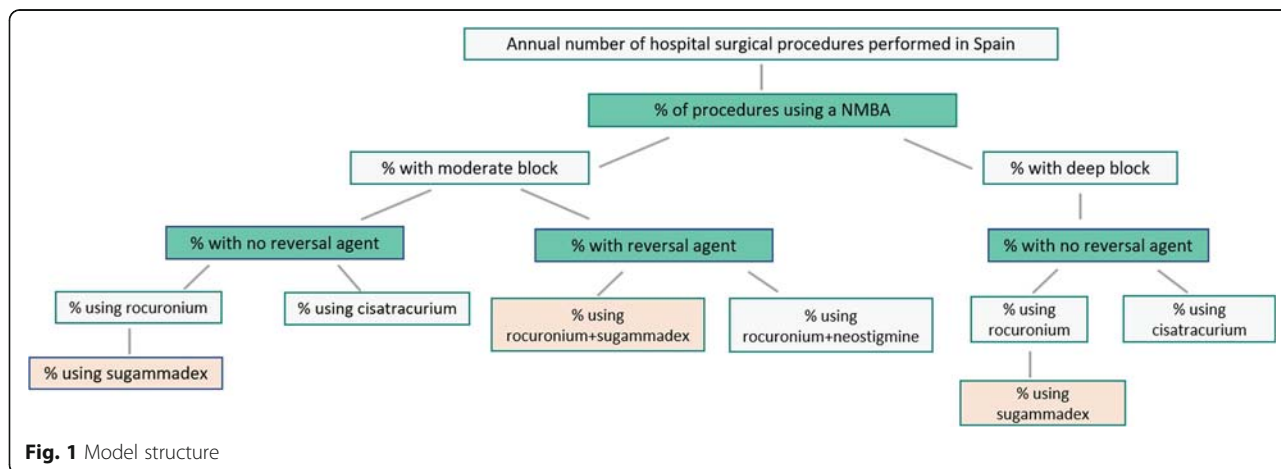 Annual number of hospital surgical procedures performed in Spain
% of procedures using a NMBA
% with moderate block
% with deep block
% with no reversal agent
% with reversal agent
% with no reversal agent
% using rocuronium
% using cisatracurium
% using
rocuronium+sugammadex
% using
rocuronium+neostigmine
% using
rocuronium
% using
cisatracurium
% using sugammadex
% using
sugammadex
Fig. 1 Model structure